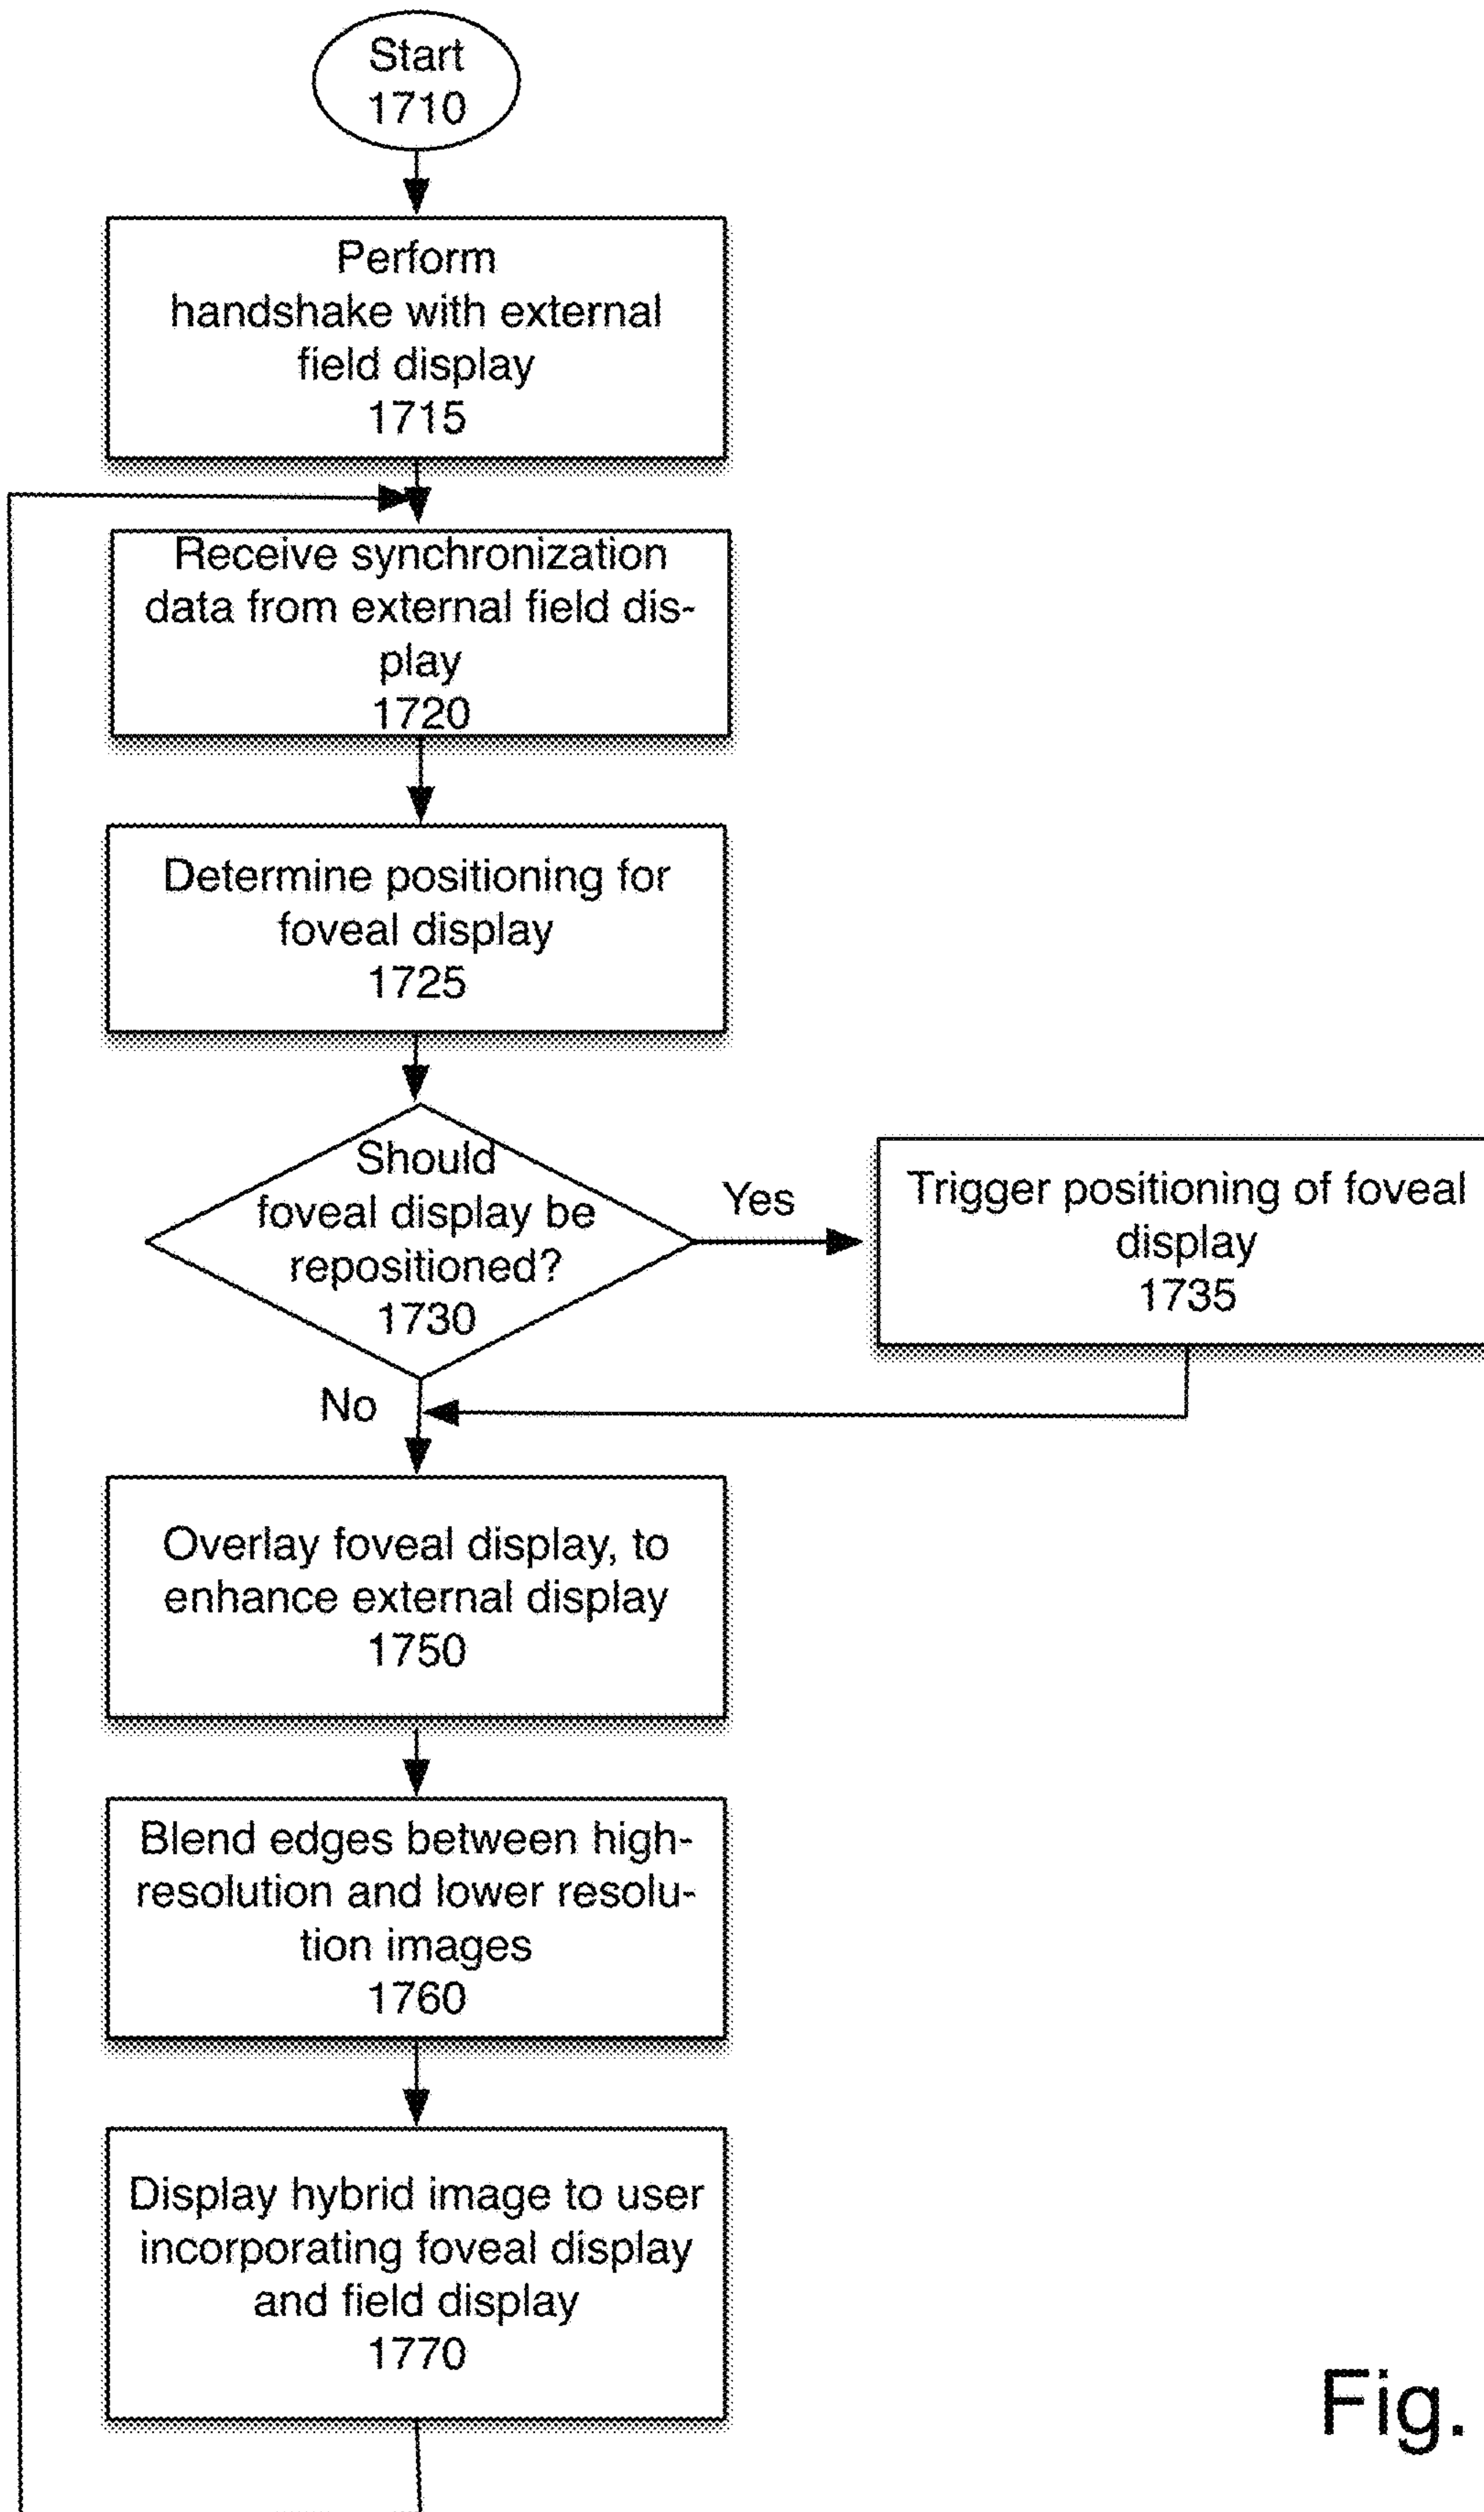 Start
1710
Perform
handshake with external
field display
1715
Receive synchronization
data from external field dis-
play
1720
Determine positioning for
foveal display
1725
Should
foveal display be
repositioned?
1730
Yes
Trigger positioning of foveal
display
1735
No
Overlay foveal display, to
enhance external display
1750
Blend edges between high-
resolution and lower resolu-
tion images
1760
Display hybrid image to user
incorporating foveal display
and field display
1770
Fig.